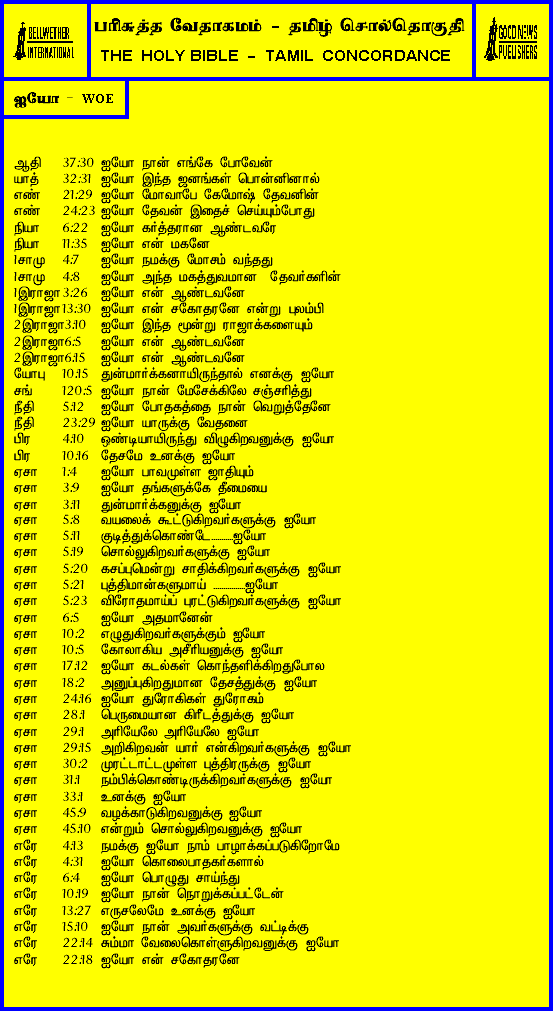 BELLWETHER INTERNATIONAL
பரிசுத்த வேதாகமம் - தமிழ் சொல்தொகுதி
THE HOLY BIBLE - TAMIL CONCORDANCE
GOOD NEWS PUBLISHERS
ஐயோ - WOE
ஆதி 37:30 ஐயோ நான் எங்கே போவேன்
யாத் 32:31 ஐயோ இந்த ஜனங்கள் பொன்னினால்
எண் 21:29 ஐயோ மோவாபே கேமோஷ் தேவனின்
எண் 24:23 ஐயோ தேவன் இதைச் செய்யும்போது
நியா 6:22 ஐயோ கர்த்தரான ஆண்டவரே
நியா 11:35 ஐயோ என் மகனே
1சாமு 4:7 ஐயோ நமக்கு மோசம் வந்தது
1சாமு 4:8 ஐயோ அந்த மகத்துவமான தேவர்களின்
1இராஜா 3:26 ஐயோ என் ஆண்டவனே
1இராஜா 13:30 ஐயோ என் சகோதரனே என்று புலம்பி
2இராஜா 3:10 ஐயோ இந்த மூன்று ராஜாக்களையும்
2இராஜா 6:5 ஐயோ என் ஆண்டவனே
2இராஜா 6:15 ஐயோ என் ஆண்டவனே
யோபு 10:15 துன்மார்க்கனாயிருந்தால் எனக்கு ஐயோ
சங் 120:5 ஐயோ நான் மேசேக்கிலே சஞ்சரித்து
நீதி 5:12 ஐயோ போதகத்தை நான் வெறுத்தேனே
நீதி 23:29 ஐயோ யாருக்கு வேதனை
பிர 4:10 ஒண்டியாயிருந்து விழுகிறவனுக்கு ஐயோ
பிர 10:16 தேசமே உனக்கு ஐயோ
ஏசா 1:4 ஐயோ பாவமுள்ள ஜாதியும்
ஏசா 3:9 ஐயோ தங்களுக்கே தீமையை
ஏசா 3:11 துன்மார்க்கனுக்கு ஐயோ
ஏசா 5:8 வயலைக் கூட்டுகிறவர்களுக்கு ஐயோ
ஏசா 5:11 குடித்துக்கொண்டே..........ஐயோ
ஏசா 5:19 சொல்லுகிறவர்களுக்கு ஐயோ
ஏசா 5:20 கசப்புமென்று சாதிக்கிறவர்களுக்கு ஐயோ
ஏசா 5:21 புத்திமான்களுமாய் ...............ஐயோ
ஏசா 5:23 விரோதமாய்ப் புரட்டுகிறவர்களுக்கு ஐயோ
ஏசா 6:5 ஐயோ அதமானேன்
ஏசா 10:2 எழுதுகிறவர்களுக்கும் ஐயோ
ஏசா 10:5 கோலாகிய அசீரியனுக்கு ஐயோ
ஏசா 17:12 ஐயோ கடல்கள் கொந்தளிக்கிறதுபோல
ஏசா 18:2 அனுப்புகிறதுமான தேசத்துக்கு ஐயோ
ஏசா 24:16 ஐயோ துரோகிகள் துரோகம்
ஏசா 28:1 பெருமையான கிரீடத்துக்கு ஐயோ
ஏசா 29:1 அரியேலே அரியேலே ஐயோ
ஏசா 29:15 அறிகிறவன் யார் என்கிறவர்களுக்கு ஐயோ
ஏசா 30:2 முரட்டாட்டமுள்ள புத்திரருக்கு ஐயோ
ஏசா 31:1 நம்பிக்கொண்டிருக்கிறவர்களுக்கு ஐயோ
ஏசா 33:1 உனக்கு ஐயோ
ஏசா 45:9 வழக்காடுகிறவனுக்கு ஐயோ
ஏசா 45:10 என்றும் சொல்லுகிறவனுக்கு ஐயோ
எரே 4:13 நமக்கு ஐயோ நாம் பாழாக்கப்படுகிறோமே
எரே 4:31 ஐயோ கொலைபாதகர்களால்
எரே 6:4 ஐயோ பொழுது சாய்ந்து
எரே 10:19 ஐயோ நான் நொறுக்கப்பட்டேன்
எரே 13:27 எருசலேமே உனக்கு ஐயோ
எரே 15:10 ஐயோ நான் அவர்களுக்கு வட்டிக்கு
எரே 22:14 சும்மா வேலைகொள்ளுகிறவனுக்கு ஐயோ
எரே 22:18 ஐயோ என் சகோதரனே